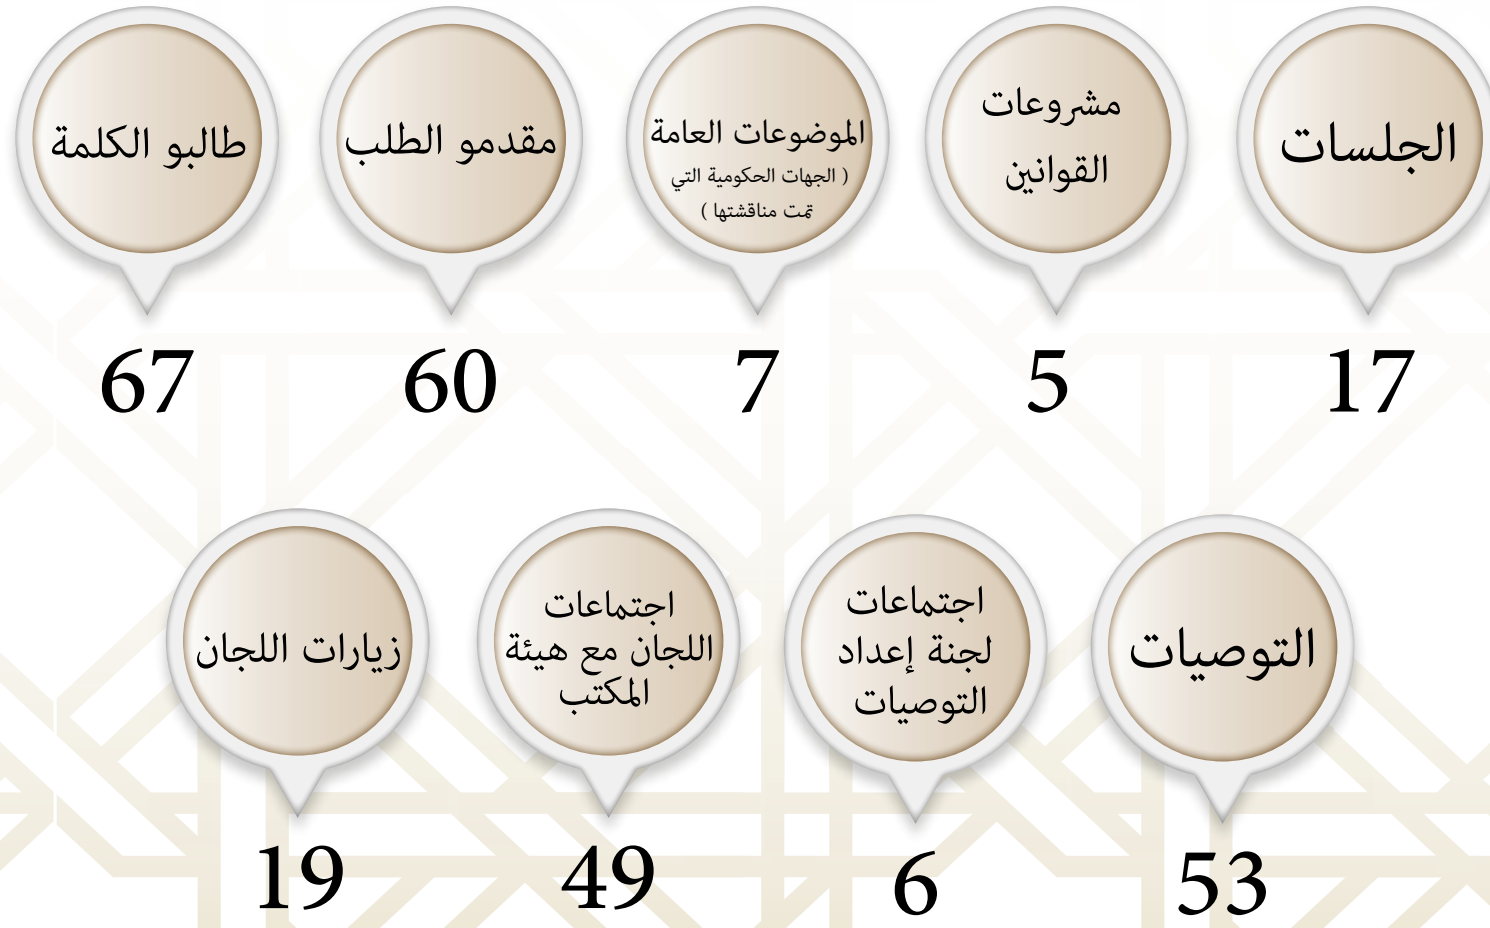 الجلسات
17
مشروعات
القوانين
5
الموضوعات العامة
( الجهات الحكومية التي
تمت مناقشتها )
7
مقدمو الطلب
60
طالبو الكلمة
67
التوصيات
53
اجتماعات
لجنة إعداد
التوصيات
6
اجتماعات
اللجان مع هيئة
المكتب
49
زيارات اللجان
19